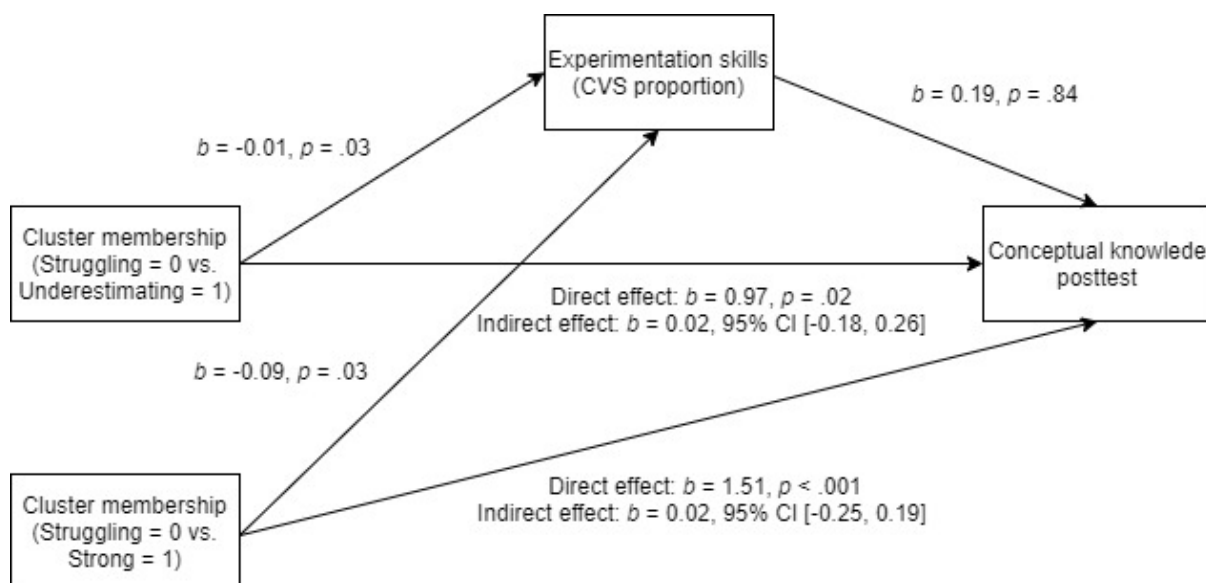 Experimentation skills
(CVS proportion)
b = 0.19, p = .84
b = -0.01, p = .03
Cluster membership
(Struggling = 0 vs.
Underestimating = 1)
Conceptual knowlede
posttest
Direct effect: b = 0.97, p = .02
Indirect effect: b = 0.02, 95% CI [-0.18, 0.26]
b = -0.09, p = .03
Cluster membership
(Struggling = 0 vs.
Strong = 1)
Direct effect: b = 1.51, p < .001
Indirect effect: b = 0.02, 95% CI [-0.25, 0.19]